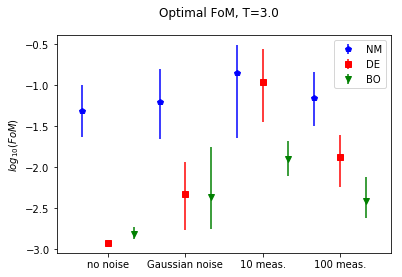 Optimal FoM, T=3.0
NM
DE
BO
log₁₀(FoM)
−0.5
−1.0
−1.5
−2.0
−2.5
−3.0
no noise Gaussian noise 10 meas. 100 meas.